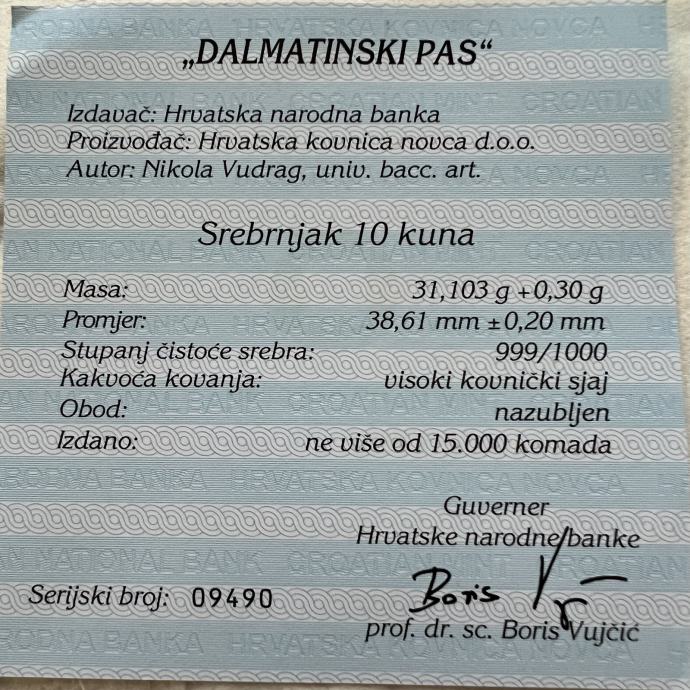 „DALMATINSKI PAS“
Izdavač: Hrvatska narodna banka
Proizvođač: Hrvatska kovnica novca d.o.o.
Autor: Nikola Vudrag, univ. bacc. art.
Srebrnjak 10 kuna
Masa: 31,103 g +0,30 g
Promjer: 38,61 mm ±0,20 mm
Stupanj čistoće srebra: 999/1000
Kakvoća kovanja: visoki kovnički sjaj
Obod: nazubljen
Izdano: ne više od 15.000 komada
Guverner
Hrvatske narodne banke
Boris
Serijski broj: 09490
prof. dr. sc. Boris Vujčić